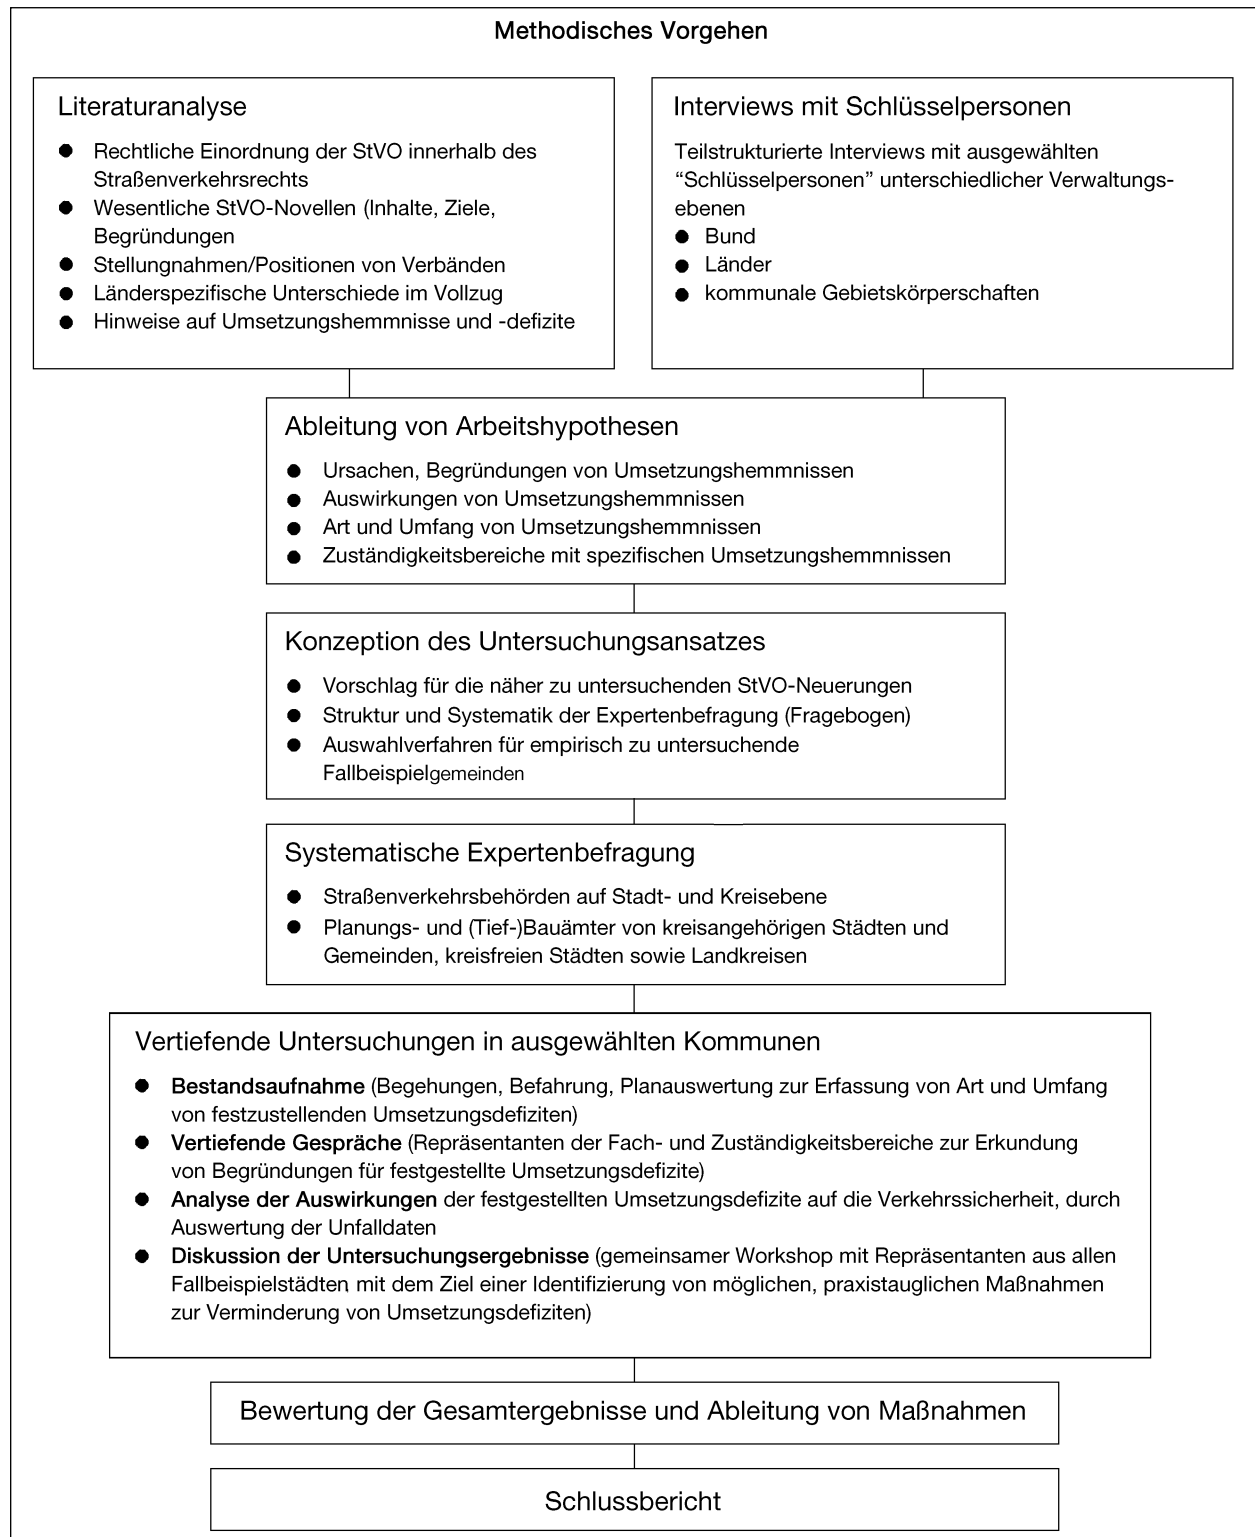 Methodisches Vorgehen
Literaturanalyse
● Rechtliche Einordnung der StVO innerhalb des
Straßenverkehrsrechts
● Wesentliche StVO-Novellen (Inhalte, Ziele,
Begründungen
● Stellungnahmen/Positionen von Verbänden
● Länderspezifische Unterschiede im Vollzug
● Hinweise auf Umsetzungshemmnisse und -defizite
Interviews mit Schlüsselpersonen
Teilstrukturierte Interviews mit ausgewählten
“Schlüsselpersonen” unterschiedlicher Verwaltungs-
ebenen
● Bund
● Länder
● kommunale Gebietskörperschaften
Ableitung von Arbeitshypothesen
● Ursachen, Begründungen von Umsetzungshemmnissen
● Auswirkungen von Umsetzungshemmnissen
● Art und Umfang von Umsetzungshemmnissen
● Zuständigkeitsbereiche mit spezifischen Umsetzungshemmnissen
Konzeption des Untersuchungsansatzes
● Vorschlag für die näher zu untersuchenden StVO-Neuerungen
● Struktur und Systematik der Expertenbefragung (Fragebogen)
● Auswahlverfahren für empirisch zu untersuchende
Fallbeispielgemeinden
Systematische Expertenbefragung
● Straßenverkehrsbehörden auf Stadt- und Kreisebene
● Planungs- und (Tief-)Bauämter von kreisangehörigen Städten und
Gemeinden, kreisfreien Städten sowie Landkreisen
Vertiefende Untersuchungen in ausgewählten Kommunen
● Bestandsaufnahme (Begehungen, Befahrung, Planauswertung zur Erfassung von Art und Umfang
von festzustellenden Umsetzungsdefiziten)
● Vertiefende Gespräche (Repräsentanten der Fach- und Zuständigkeitsbereiche zur Erkundung
von Begründungen für festgestellte Umsetzungsdefizite)
● Analyse der Auswirkungen der festgestellten Umsetzungsdefizite auf die Verkehrssicherheit, durch
Auswertung der Unfalldaten
● Diskussion der Untersuchungsergebnisse (gemeinsamer Workshop mit Repräsentanten aus allen
Fallbeispielstädten mit dem Ziel einer Identifizierung von möglichen, praxistauglichen Maßnahmen
zur Verminderung von Umsetzungsdefiziten)
Bewertung der Gesamtergebnisse und Ableitung von Maßnahmen
Schlussbericht